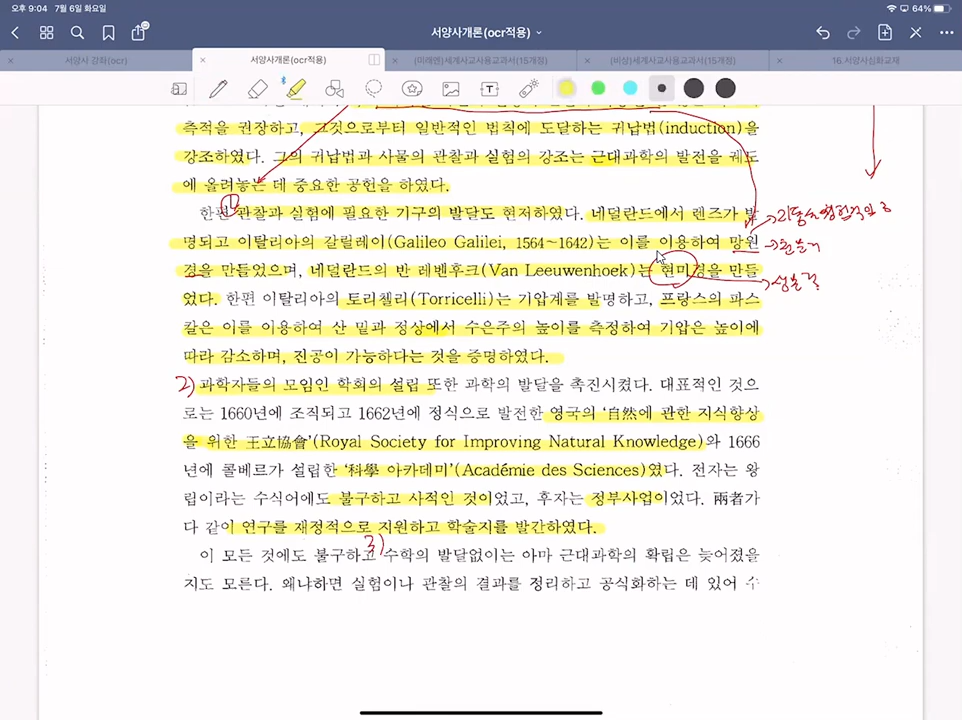 오후 9:04 7월 6일 화요일
64%
서양사개론(ocr적용)
서양사 강좌(ocr)
서양사개론(ocr적용)
(미래엔)세계사교사용교과서(15개정)
(비상)세계사교사용교과서(15개정)
16.서양사심화교재
측적을 권장하고, 그것으로부터 일반적인 법칙에 도달하는 귀납법(induction)을
강조하였다. 그의 귀납법과 사물의 관찰과 실험의 강조는 근대과학의 발전을 궤도
에 올려놓는 데 중요한 공헌을 하였다.
한편 ① 관찰과 실험에 필요한 기구의 발달도 현저하였다. 네덜란드에서 렌즈가 발
명되고 이탈리아의 갈릴레이(Galileo Galilei, 1564~1642)는 이를 이용하여 망원
경을 만들었으며, 네덜란드의 반 레벤후크(Van Leeuwenhoek)는 현미경을 만들
었다. 한편 이탈리아의 토리첼리(Torricelli)는 기압계를 발명하고, 프랑스의 파스
칼은 이를 이용하여 산 밑과 정상에서 수은주의 높이를 측정하여 기압은 높이에
따라 감소하며, 진공이 가능하다는 것을 증명하였다.
2) 과학자들의 모임인 학회의 설립 또한 과학의 발달을 촉진시켰다. 대표적인 것으
로는 1660년에 조직되고 1662년에 정식으로 발전한 영국의 '自然에 관한 지식향상
을 위한 王立協會'(Royal Society for Improving Natural Knowledge)와 1666
년에 콜베르가 설립한 '科學 아카데미'(Académie des Sciences)였다. 전자는 왕
립이라는 수식어에도 불구하고 사적인 것이었고, 후자는 정부사업이었다. 兩者가
다 같이 연구를 재정적으로 지원하고 학술지를 발간하였다.
이 모든 것에도 불구하고 3) 수학의 발달없이는 아마 근대과학의 확립은 늦어졌을
지도 모른다. 왜냐하면 실험이나 관찰의 결과를 정리하고 공식화하는 데 있어 수